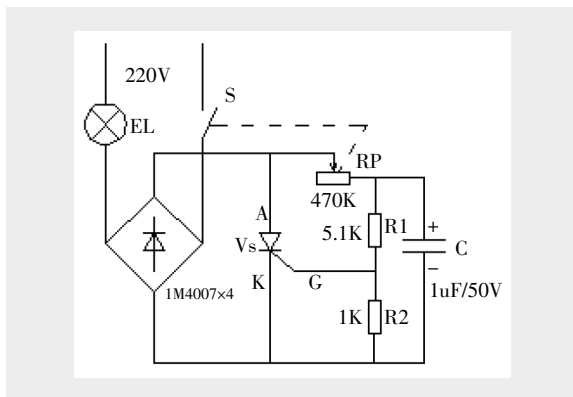 220V
S
EL
RP
470K
A
5.1K
R1
+
Vs
C
K
G
−
1M4007×4
1uF/50V
1K
R2